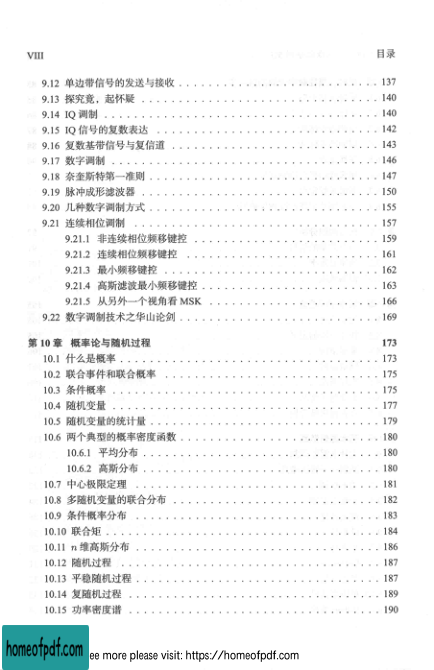 VIII 目录
9.12 单边带信号的发送与接收 . . . . . . . . . . 137
9.13 探究竟，起怀疑 . . . . . . . . . . 140
9.14 IQ 调制 . . . . . . . . . . 140
9.15 IQ 信号的复数表达 . . . . . . . . . . 142
9.16 复数基带信号与复信道 . . . . . . . . . . 143
9.17 数字调制 . . . . . . . . . . 146
9.18 奈奎斯特第一准则 . . . . . . . . . . 147
9.19 脉冲成形滤波器 . . . . . . . . . . 150
9.20 几种数字调制方式 . . . . . . . . . . 155
9.21 连续相位调制 . . . . . . . . . . 157
9.21.1 非连续相位频移键控 . . . . . . . . . . 159
9.21.2 连续相位频移键控 . . . . . . . . . . 161
9.21.3 最小频移键控 . . . . . . . . . . 162
9.21.4 高斯滤波最小频移键控 . . . . . . . . . . 163
9.21.5 从另外一个视角看 MSK . . . . . . . . . . 166
9.22 数字调制技术之华山论剑 . . . . . . . . . . 169
第 10 章 概率论与随机过程 173
10.1 什么是概率 . . . . . . . . . . 173
10.2 联合事件和联合概率 . . . . . . . . . . 175
10.3 条件概率 . . . . . . . . . . 175
10.4 随机变量 . . . . . . . . . . 177
10.5 随机变量的统计量 . . . . . . . . . . 179
10.6 两个典型的概率密度函数 . . . . . . . . . . 180
10.6.1 平均分布 . . . . . . . . . . 180
10.6.2 高斯分布 . . . . . . . . . . 180
10.7 中心极限定理 . . . . . . . . . . 181
10.8 多随机变量的联合分布 . . . . . . . . . . 182
10.9 条件概率分布 . . . . . . . . . . 183
10.10 联合矩 . . . . . . . . . . 184
10.11 n 维高斯分布 . . . . . . . . . . 186
10.12 随机过程 . . . . . . . . . . 187
10.13 平稳随机过程 . . . . . . . . . . 187
10.14 复随机过程 . . . . . . . . . . 189
10.15 功率密度谱 . . . . . . . . . . 190
homeofpdf.com ee more please visit: https://homeofpdf.com